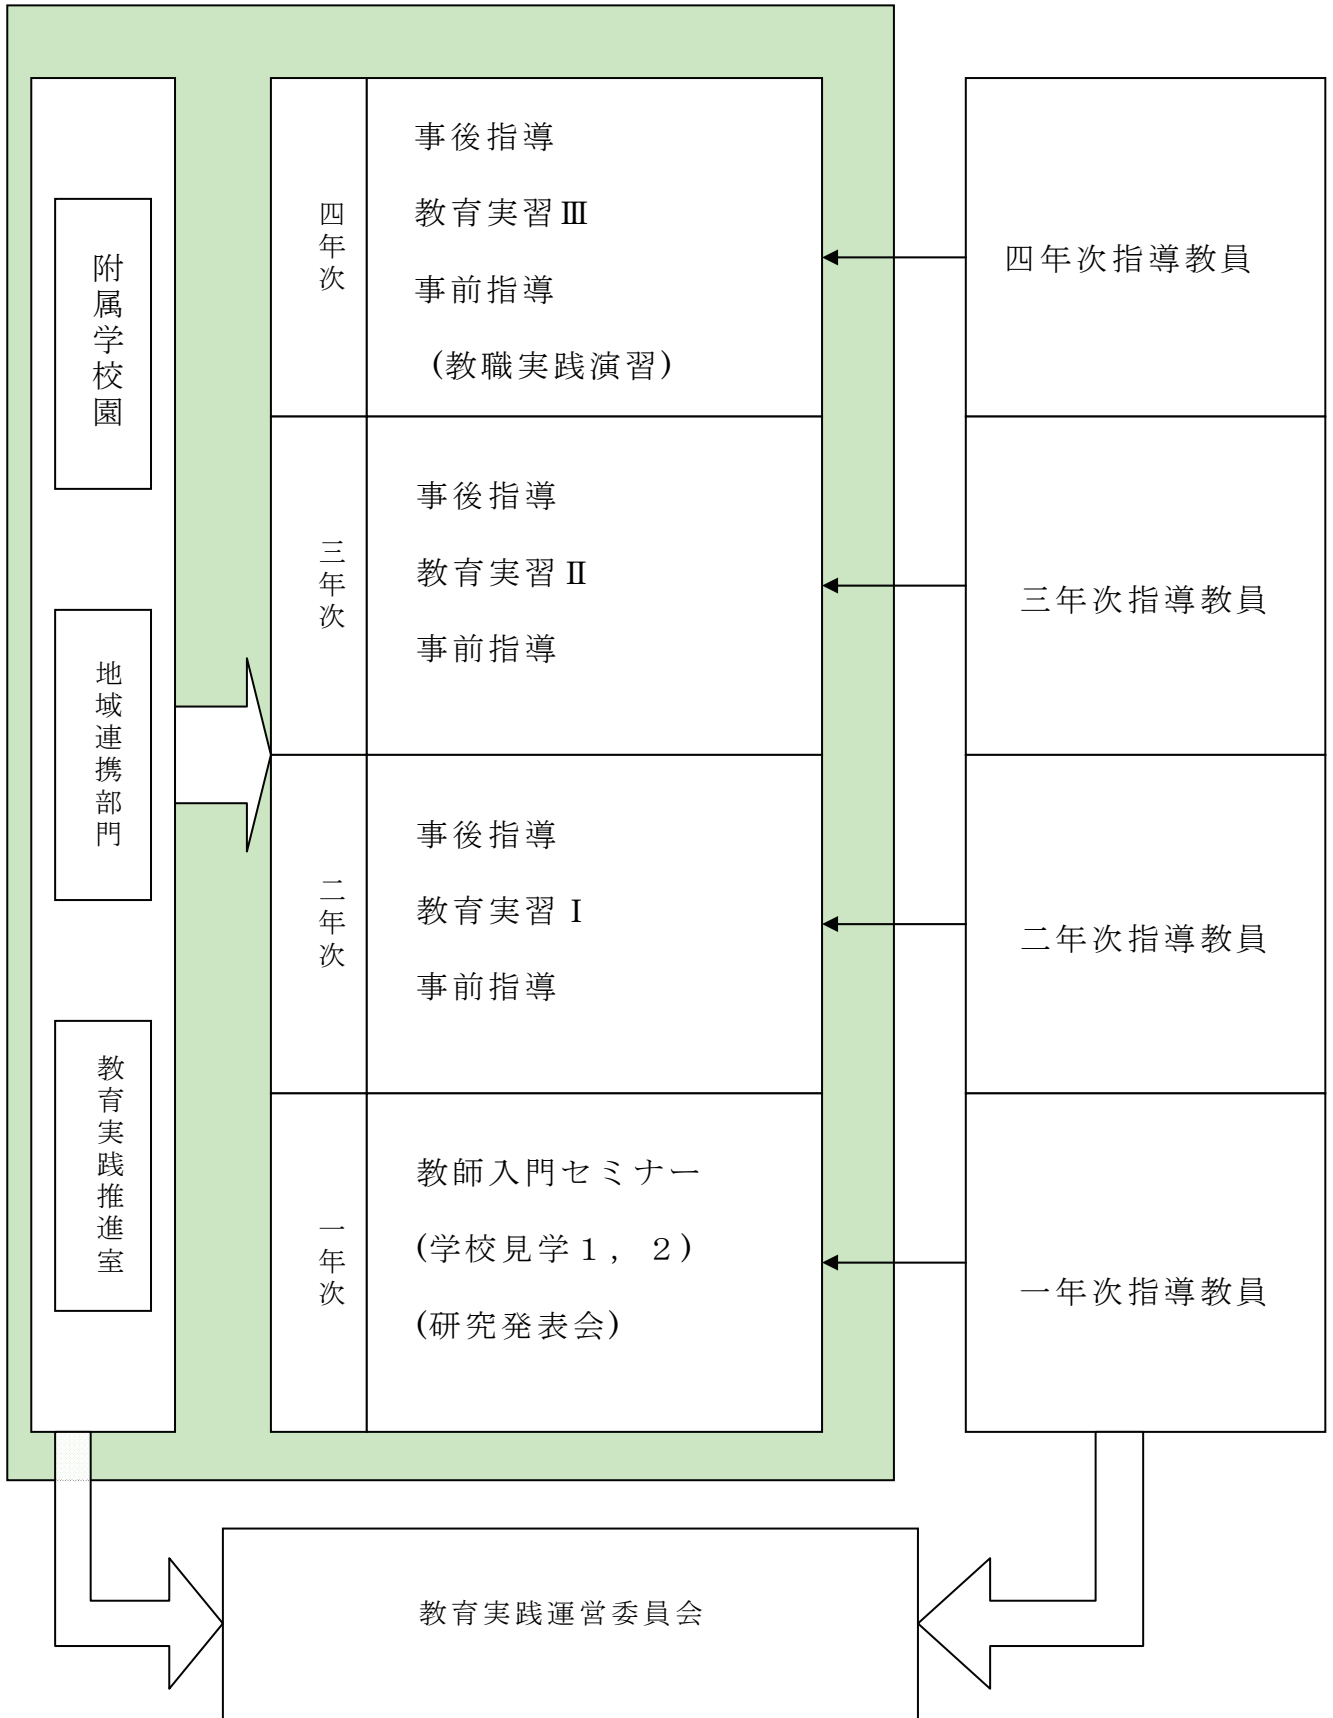 附属学校園
地域連携部門
教育実践推進室
四年次
事後指導
教育実習Ⅲ
事前指導
(教職実践演習)
三年次
事後指導
教育実習Ⅱ
事前指導
二年次
事後指導
教育実習Ⅰ
事前指導
一年次
教師入門セミナー
(学校見学１，２)
(研究発表会)
四年次指導教員
三年次指導教員
二年次指導教員
一年次指導教員
教育実践運営委員会